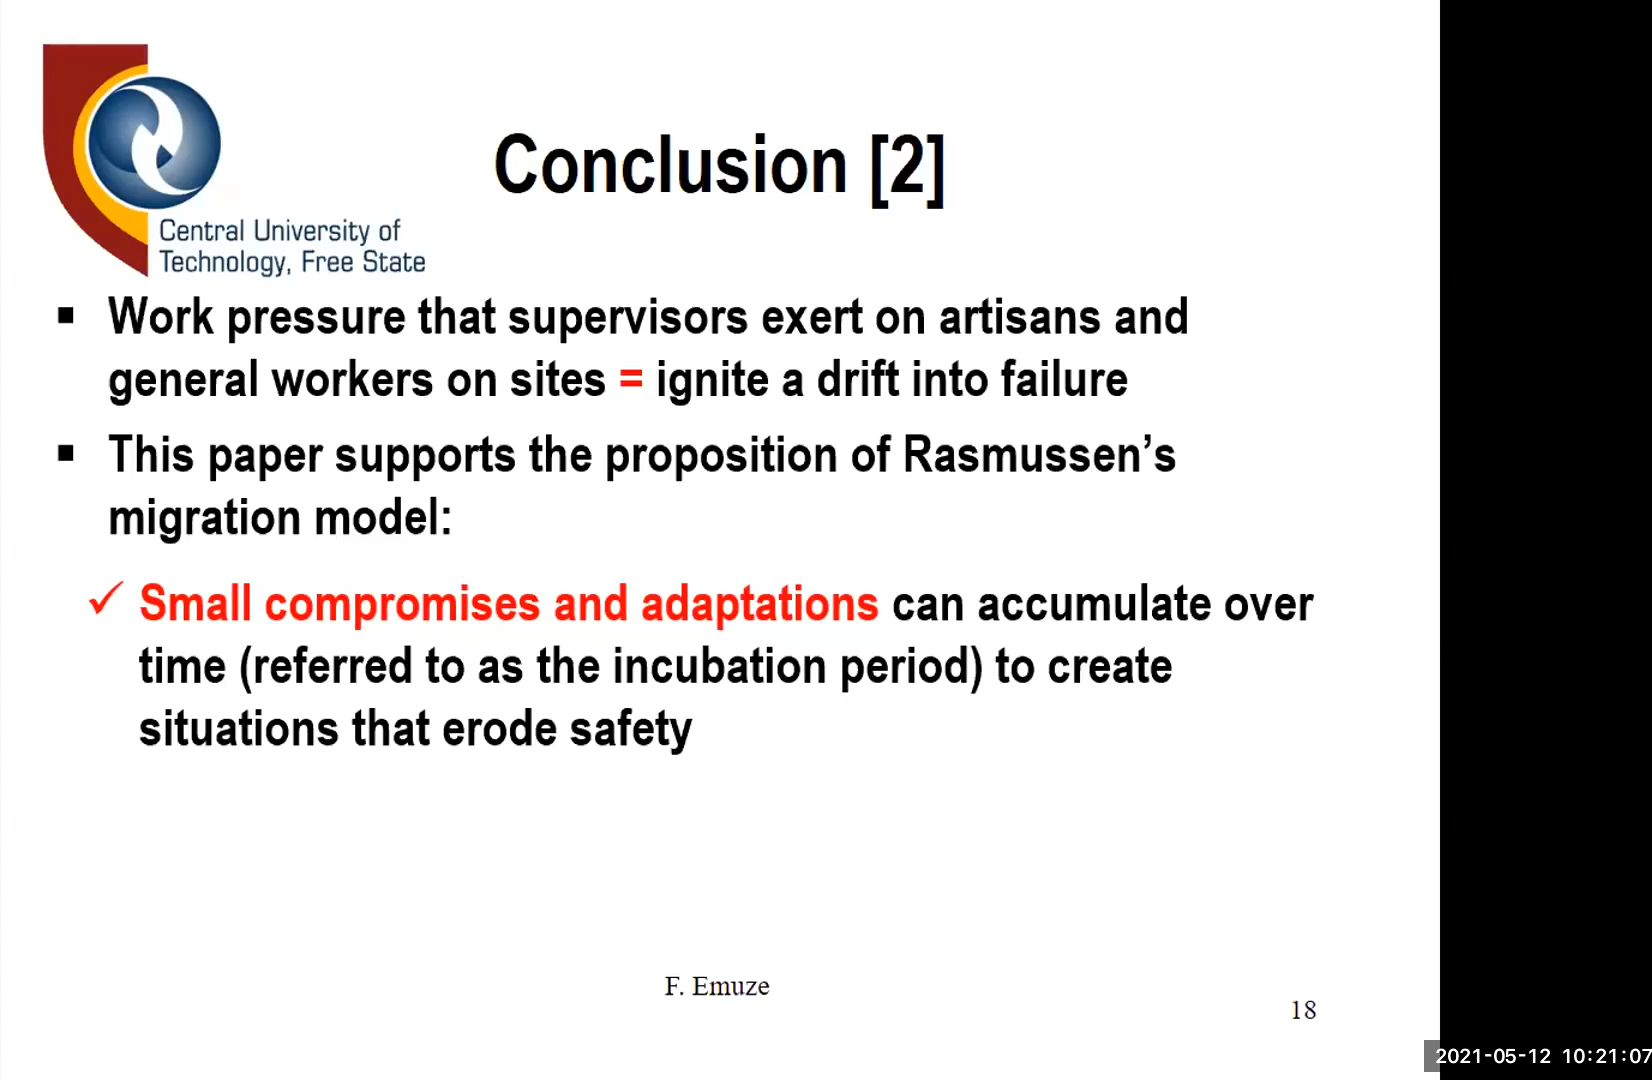 Central University of
Technology, Free State
Conclusion [2]
▪ Work pressure that supervisors exert on artisans and
general workers on sites = ignite a drift into failure
▪ This paper supports the proposition of Rasmussen’s
migration model:
✓ Small compromises and adaptations can accumulate over
time (referred to as the incubation period) to create
situations that erode safety
F. Emuze
18
2021-05-12 10:21:07